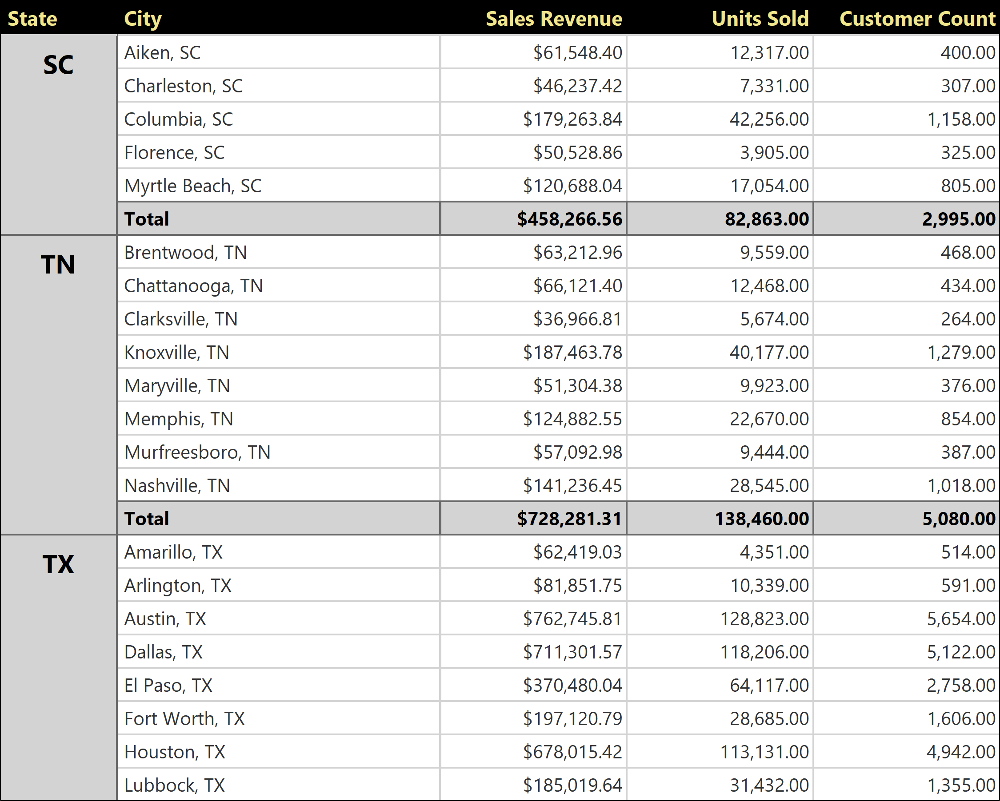 State City Sales Revenue Units Sold Customer Count
SC Aiken, SC $61,548.40 12,317.00 400.00
Charleston, SC $46,237.42 7,331.00 307.00
Columbia, SC $179,263.84 42,256.00 1,158.00
Florence, SC $50,528.86 3,905.00 325.00
Myrtle Beach, SC $120,688.04 17,054.00 805.00
Total $458,266.56 82,863.00 2,995.00
TN Brentwood, TN $63,212.96 9,559.00 468.00
Chattanooga, TN $66,121.40 12,468.00 434.00
Clarksville, TN $36,966.81 5,674.00 264.00
Knoxville, TN $187,463.78 40,177.00 1,279.00
Maryville, TN $51,304.38 9,923.00 376.00
Memphis, TN $124,882.55 22,670.00 854.00
Murfreesboro, TN $57,092.98 9,444.00 387.00
Nashville, TN $141,236.45 28,545.00 1,018.00
Total $728,281.31 138,460.00 5,080.00
TX Amarillo, TX $62,419.03 4,351.00 514.00
Arlington, TX $81,851.75 10,339.00 591.00
Austin, TX $762,745.81 128,823.00 5,654.00
Dallas, TX $711,301.57 118,206.00 5,122.00
El Paso, TX $370,480.04 64,117.00 2,758.00
Fort Worth, TX $197,120.79 28,685.00 1,606.00
Houston, TX $678,015.42 113,131.00 4,942.00
Lubbock, TX $185,019.64 31,432.00 1,355.00